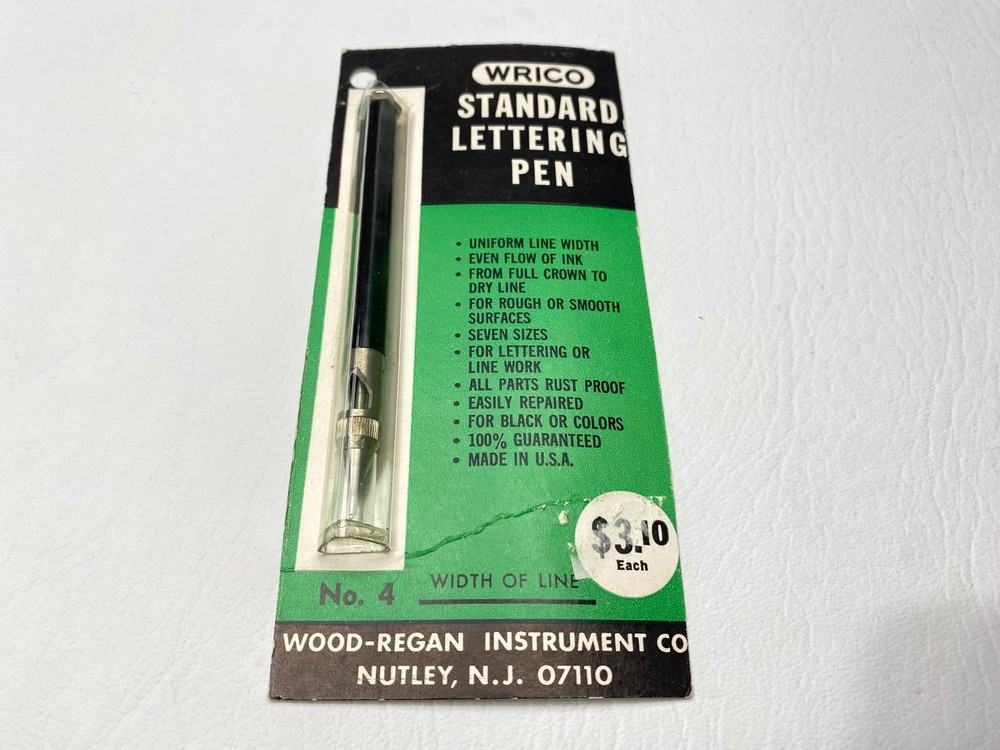 WRICO
STANDARD
LETTERING
PEN
• UNIFORM LINE WIDTH
• EVEN FLOW OF INK
• FROM FULL CROWN TO
DRY LINE
• FOR ROUGH OR SMOOTH
SURFACES
• SEVEN SIZES
• FOR LETTERING OR
LINE WORK
• ALL PARTS RUST PROOF
• EASILY REPAIRED
• FOR BLACK OR COLORS
• 100% GUARANTEED
• MADE IN U.S.A.
$3.10
Each
No. 4 WIDTH OF LINE
WOOD-REGAN INSTRUMENT CO
NUTLEY, N.J. 07110